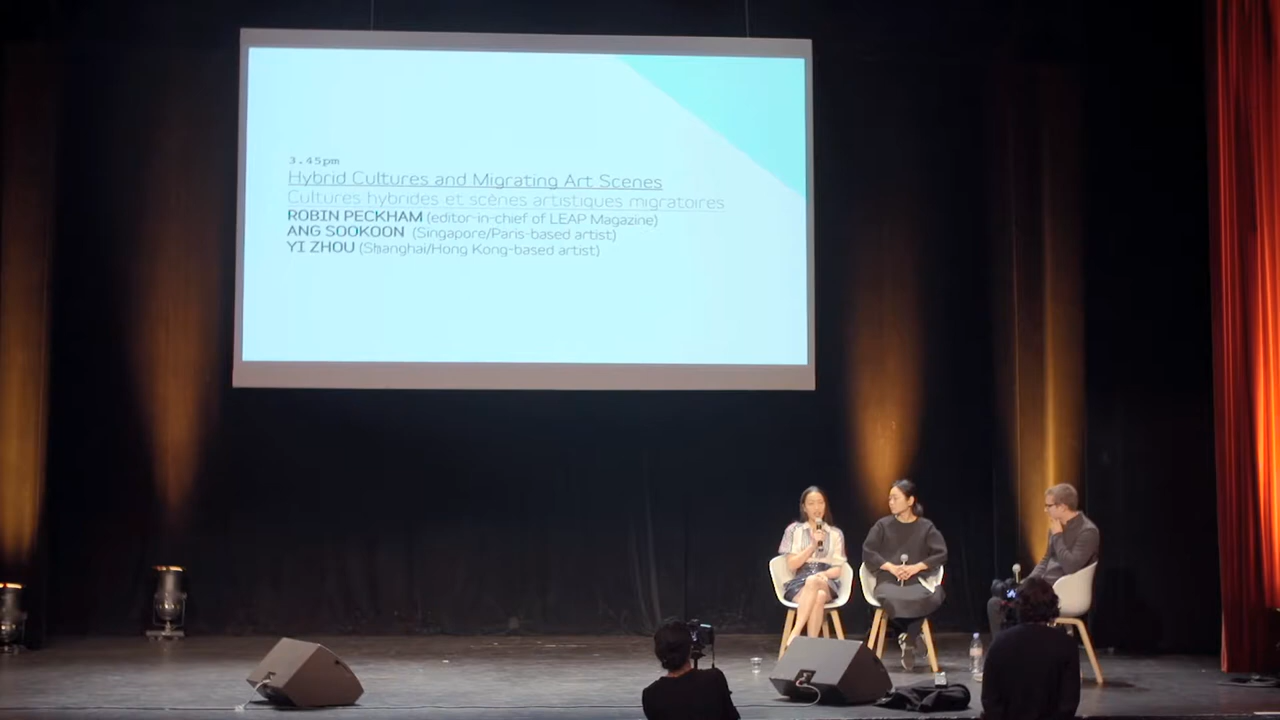 3.45pm
Hybrid Cultures and Migrating Art Scenes
Cultures hybrides et scènes artistiques migratoires
ROBIN PECKHAM (editor-in-chief of LEAP Magazine)
ANG SOOKOON (Singapore/Paris-based artist)
YI ZHOU (Shanghai/Hong Kong-based artist)